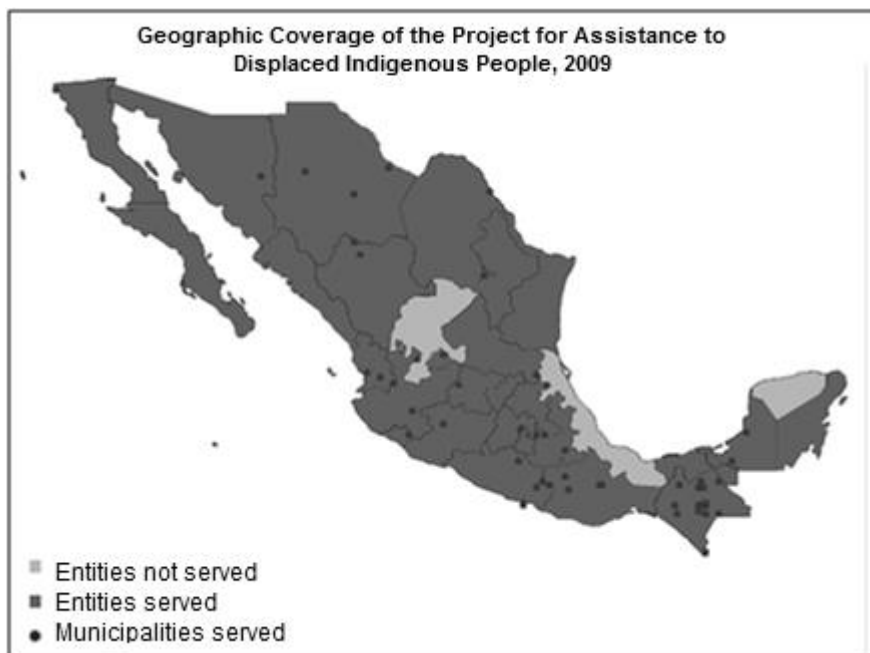 Geographic Coverage of the Project for Assistance to
Displaced Indigenous People, 2009
Entities not served
Entities served
Municipalities served